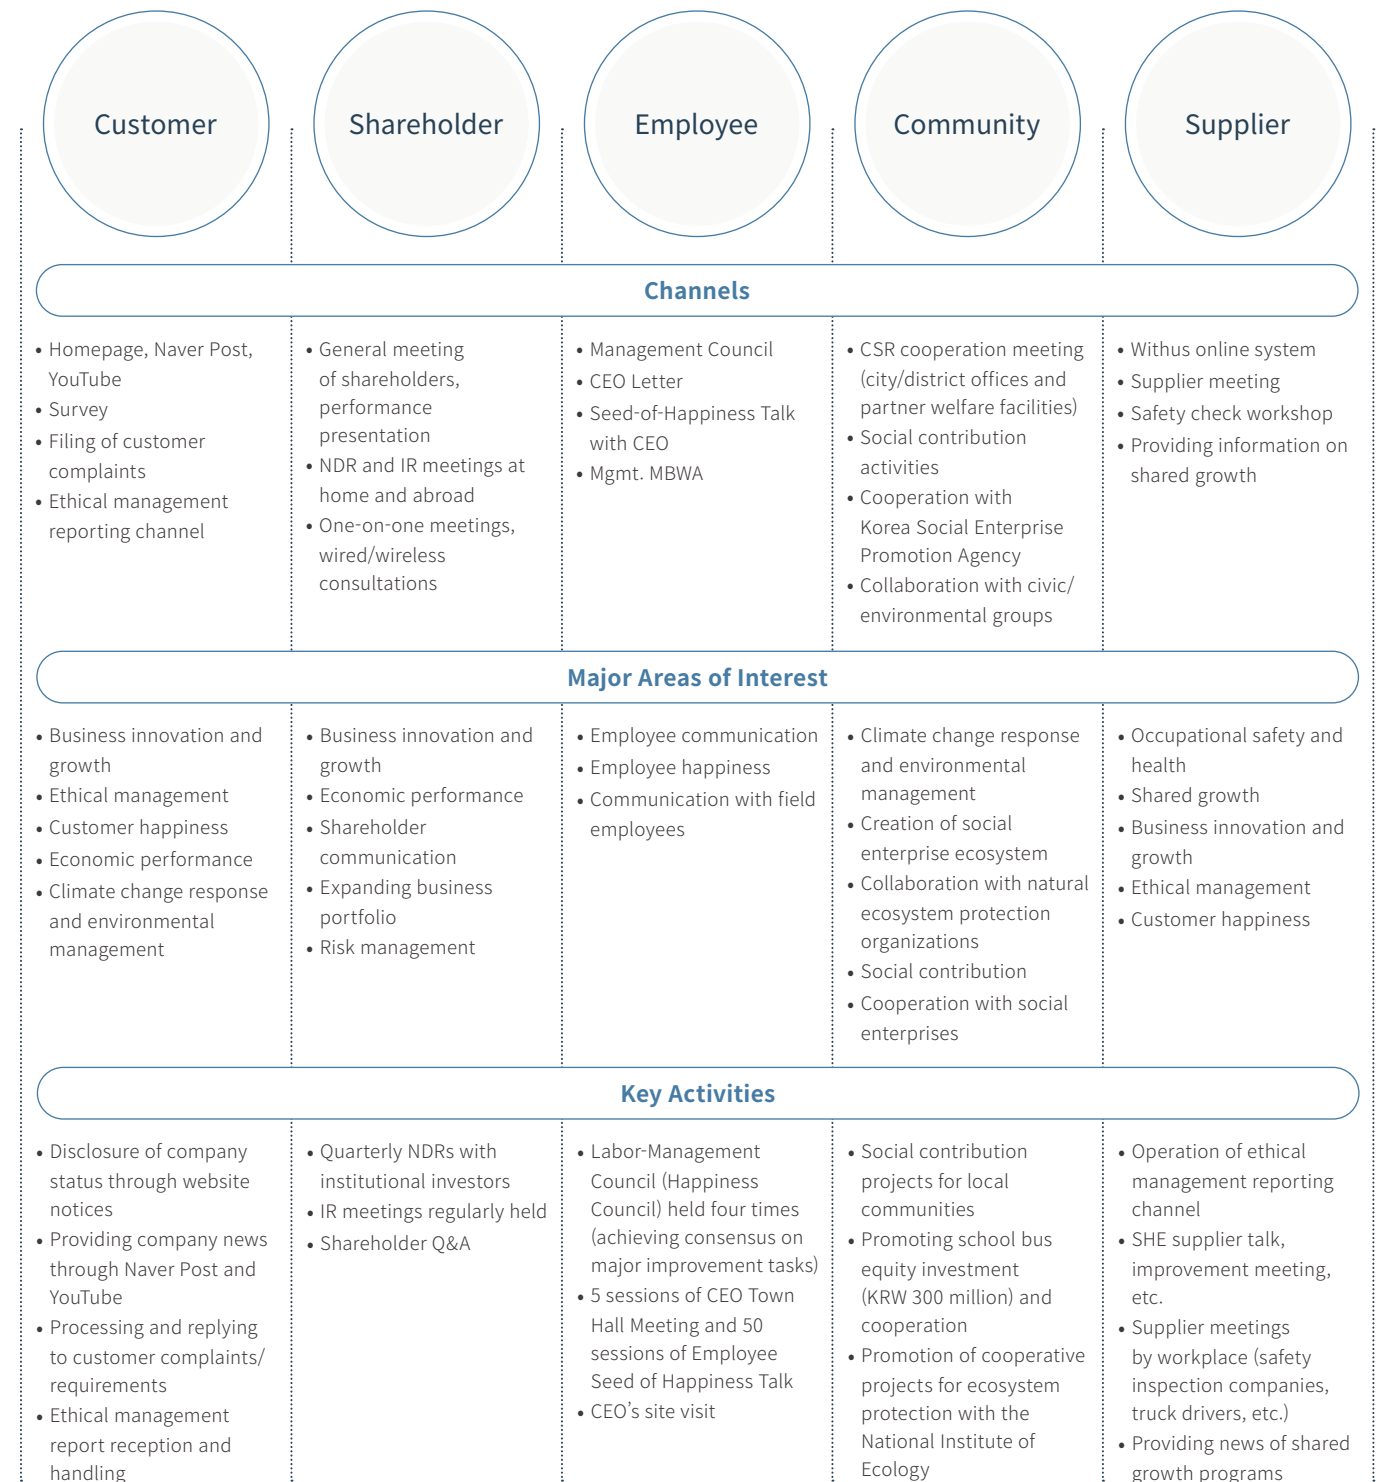 Customer
Shareholder
Employee
Community
Supplier
Channels
• Homepage, Naver Post,
YouTube
• Survey
• Filing of customer
complaints
• Ethical management
reporting channel
• General meeting
of shareholders,
performance
presentation
• NDR and IR meetings at
home and abroad
• One-on-one meetings,
wired/wireless
consultations
• Management Council
• CEO Letter
• Seed-of-Happiness Talk
with CEO
• Mgmt. MBWA
• CSR cooperation meeting
(city/district offices and
partner welfare facilities)
• Social contribution
activities
• Cooperation with
Korea Social Enterprise
Promotion Agency
• Collaboration with civic/
environmental groups
• Withus online system
• Supplier meeting
• Safety check workshop
• Providing information on
shared growth
Major Areas of Interest
• Business innovation and
growth
• Ethical management
• Customer happiness
• Economic performance
• Climate change response
and environmental
management
• Business innovation and
growth
• Economic performance
• Shareholder
communication
• Expanding business
portfolio
• Risk management
• Employee communication
• Employee happiness
• Communication with field
employees
• Climate change response
and environmental
management
• Creation of social
enterprise ecosystem
• Collaboration with natural
ecosystem protection
organizations
• Social contribution
• Cooperation with social
enterprises
• Occupational safety and
health
• Shared growth
• Business innovation and
growth
• Ethical management
• Customer happiness
Key Activities
• Disclosure of company
status through website
notices
• Providing company news
through Naver Post and
YouTube
• Processing and replying
to customer complaints/
requirements
• Ethical management
report reception and
handling
• Quarterly NDRs with
institutional investors
• IR meetings regularly held
• Shareholder Q&A
• Labor-Management
Council (Happiness
Council) held four times
(achieving consensus on
major improvement tasks)
• 5 sessions of CEO Town
Hall Meeting and 50
sessions of Employee
Seed of Happiness Talk
• CEO’s site visit
• Social contribution
projects for local
communities
• Promoting school bus
equity investment
(KRW 300 million) and
cooperation
• Promotion of cooperative
projects for ecosystem
protection with the
National Institute of
Ecology
• Operation of ethical
management reporting
channel
• SHE supplier talk,
improvement meeting,
etc.
• Supplier meetings
by workplace (safety
inspection companies,
truck drivers, etc.)
• Providing news of shared
growth programs